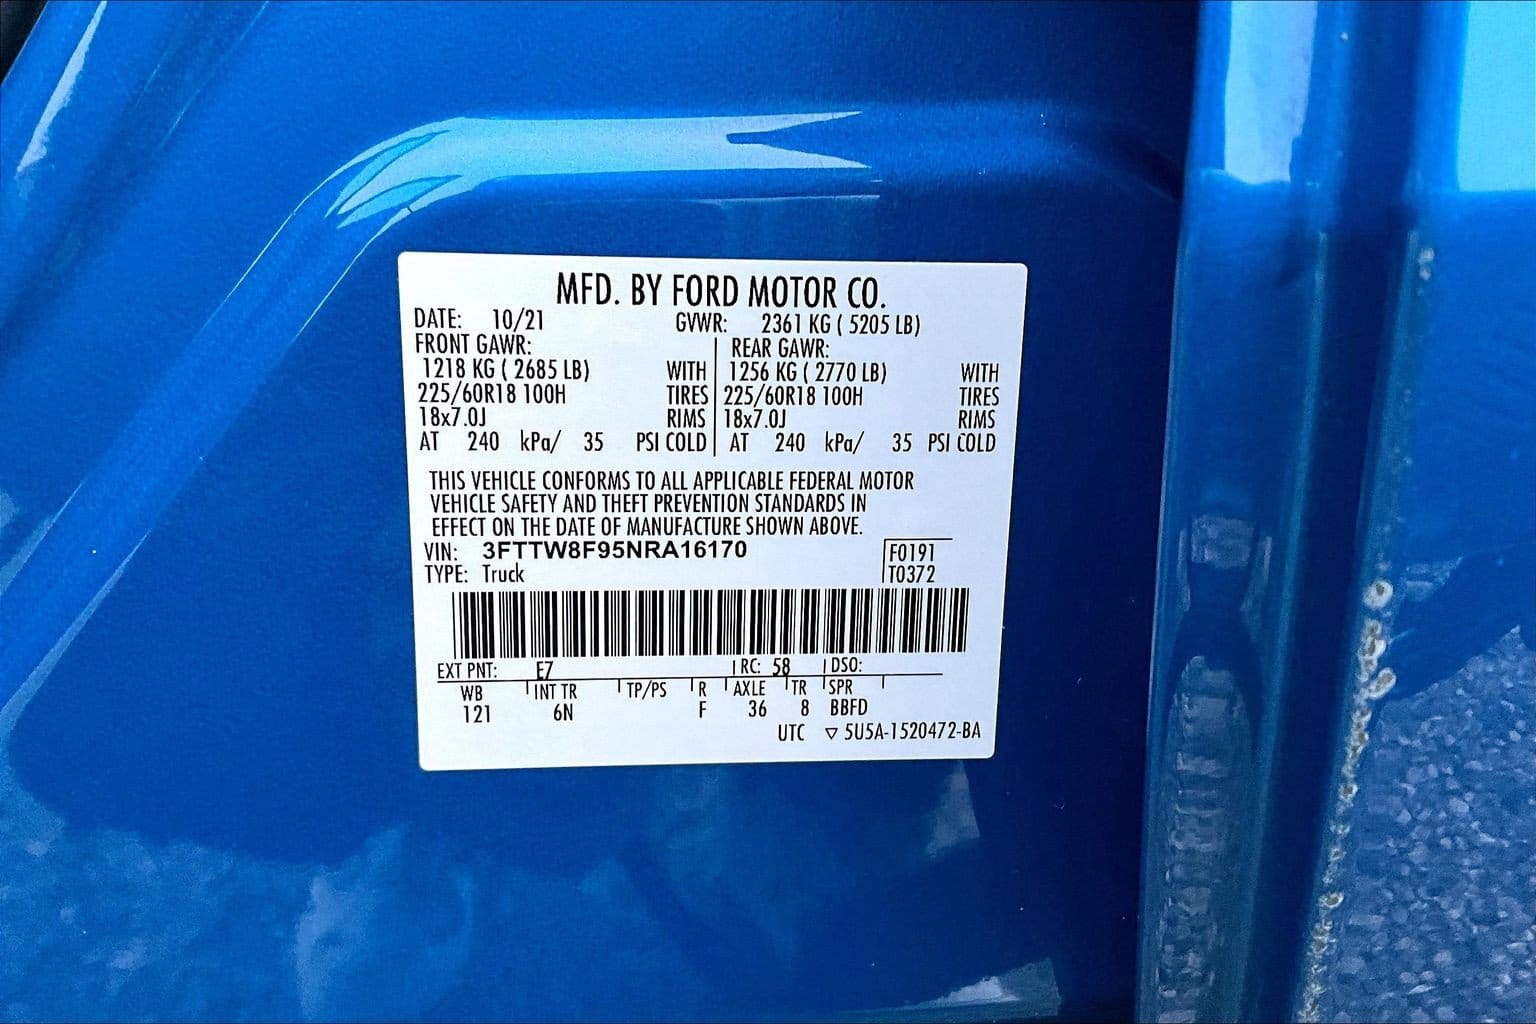 MFD. BY FORD MOTOR CO.
DATE: 10/21 GVWR: 2361 KG ( 5205 LB)
FRONT GAWR: REAR GAWR:
1218 KG ( 2685 LB) WITH 1256 KG ( 2770 LB) WITH
225/60R18 100H TIRES 225/60R18 100H TIRES
18x7.0J RIMS 18x7.0J RIMS
AT 240 kPa/ 35 PSI COLD AT 240 kPa/ 35 PSI COLD
THIS VEHICLE CONFORMS TO ALL APPLICABLE FEDERAL MOTOR
VEHICLE SAFETY AND THEFT PREVENTION STANDARDS IN
EFFECT ON THE DATE OF MANUFACTURE SHOWN ABOVE.
VIN: 3FTTW8F95NRA16170 F0191
TYPE: Truck T0372
EXT PNT: E7 RC: 58 DSO:
WB INT TR TP/PS R AXLE TR SPR
121 6N F 36 8 BBFD
UTC ▽ 5U5A-1520472-BA